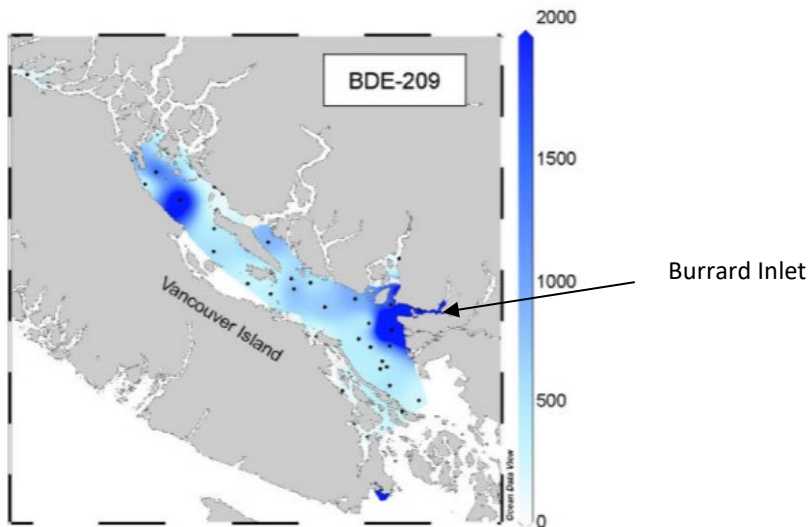 BDE-209
Vancouver Island
2000
1500
1000
500
0
Ocean Data View
Burrard Inlet